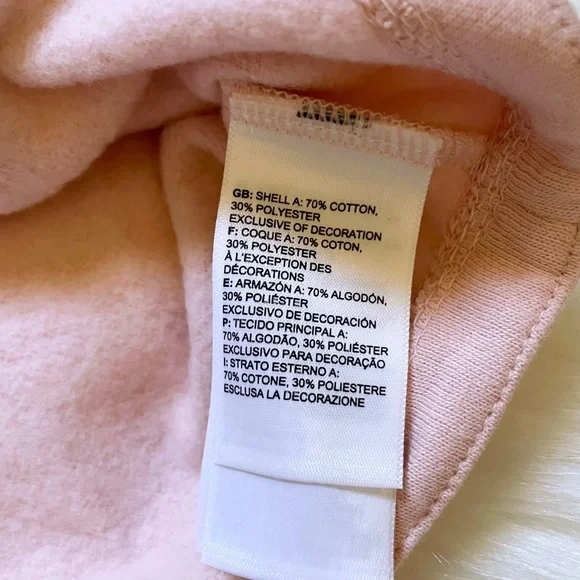 GB: SHELL A: 70% COTTON,
30% POLYESTER
EXCLUSIVE OF DECORATION
F: COQUE A: 70% COTON,
30% POLYESTER
À L'EXCEPTION DES
DÉCORATIONS
E: ARMAZÓN A: 70% ALGODÓN,
30% POLIÉSTER
EXCLUSIVO DE DECORACIÓN
P: TECIDO PRINCIPAL A:
70% ALGODÃO, 30% POLIÉSTER
EXCLUSIVO PARA DECORAÇÃO
I: STRATO ESTERNO A:
70% COTONE, 30% POLIESTERE
ESCLUSA LA DECORAZIONE